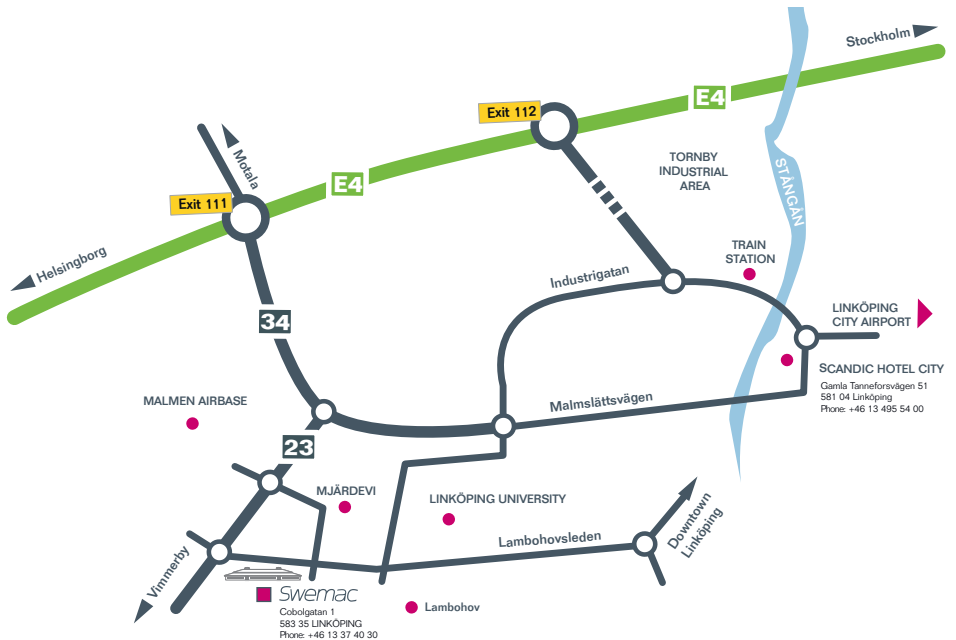 Stockholm
E4
Exit 112
TORNBY
INDUSTRIAL
AREA
STÅNGÅN
Motala
E4
Exit 111
Helsingborg
TRAIN
STATION
Industrigatan
LINKÖPING
CITY AIRPORT
34
SCANDIC HOTEL CITY
Gamla Tanneforsvägen 51
581 04 Linköping
Phone: +46 13 495 54 00
MALMEN AIRBASE
Malmslättsvägen
23
MJÄRDEVI
LINKÖPING UNIVERSITY
Downtown
Linköping
Lambohovsleden
Vimmerby
Swemac
Cobolgatan 1
583 35 LINKÖPING
Phone: +46 13 37 40 30
Lambohov